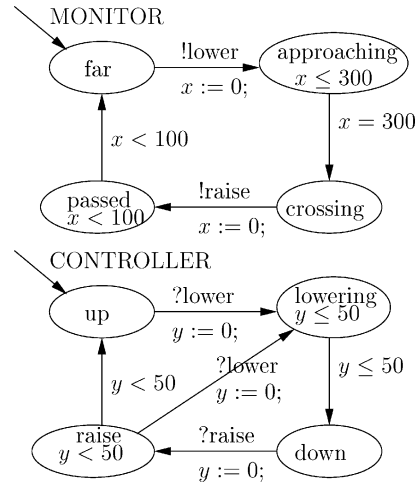 MONITOR
far
!lower
x := 0;
approaching
x ≤ 300
x < 100
x = 300
passed
x < 100
!raise
x := 0;
crossing
CONTROLLER
up
?lower
y := 0;
lowering
y ≤ 50
y < 50
?lower
y := 0;
y ≤ 50
raise
y < 50
?raise
y := 0;
down